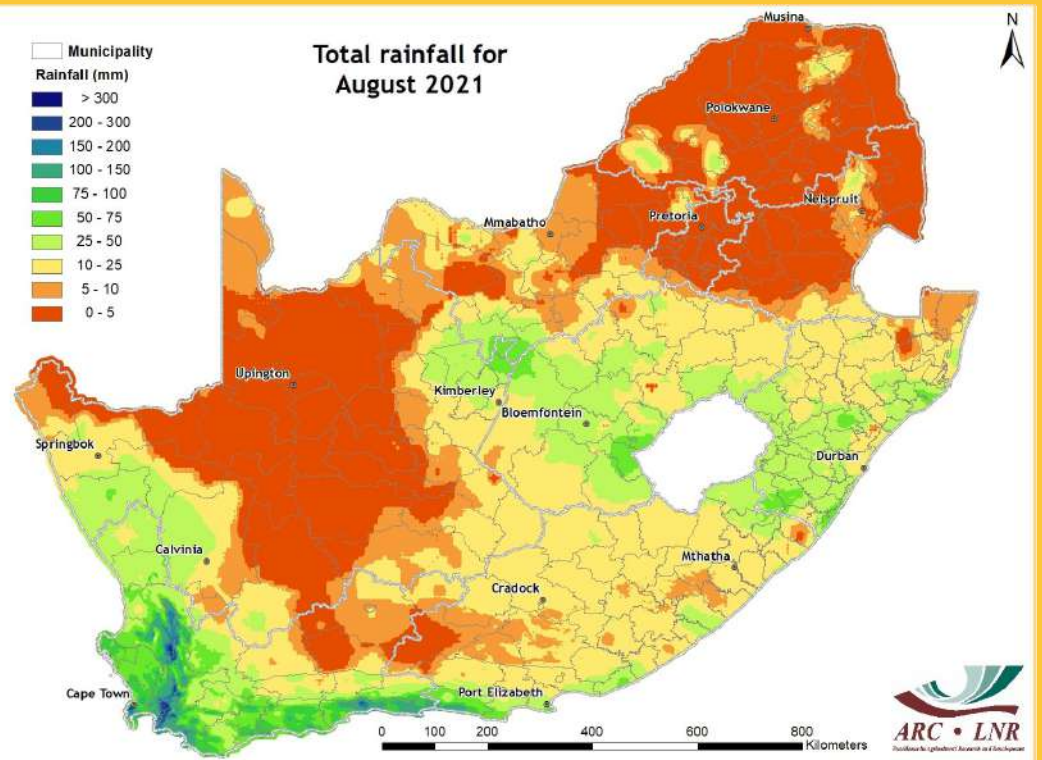 Musina
N
Municipality
Rainfall (mm)
> 300
200 - 300
150 - 200
100 - 150
75 - 100
50 - 75
25 - 50
10 - 25
5 - 10
0 - 5
Total rainfall for
August 2021
Polokwane
Nelspruit
Pretoria
Mmabatho
Upington
Kimberley
Bloemfontein
Springbok
Durban
Calvinia
Mthatha
Cradock
Cape Town
Port Elizabeth
0 100 200 400 600 800
Kilometers
ARC • LNR